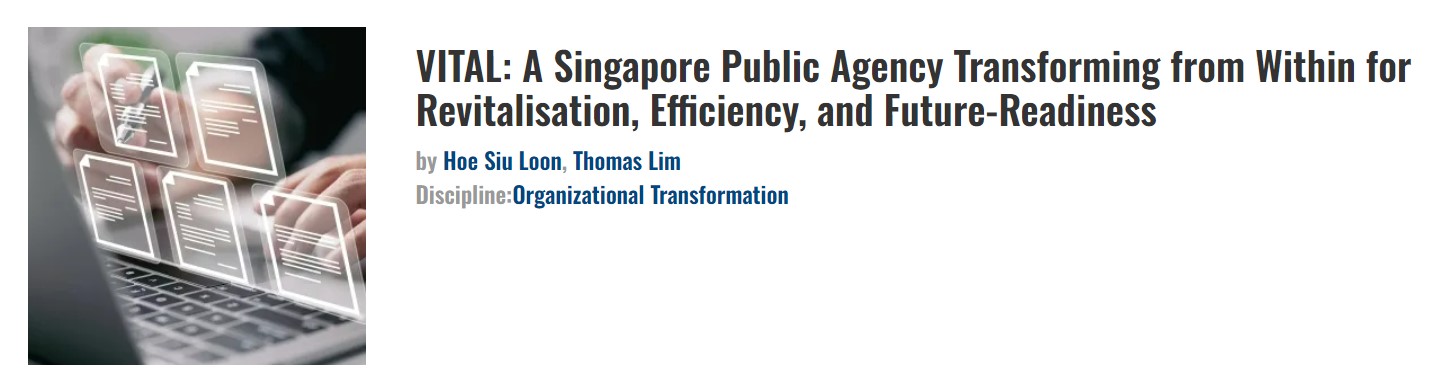 VITAL: A Singapore Public Agency Transforming from Within for
Revitalisation, Efficiency, and Future-Readiness
by Hoe Siu Loon, Thomas Lim
Discipline:Organizational Transformation